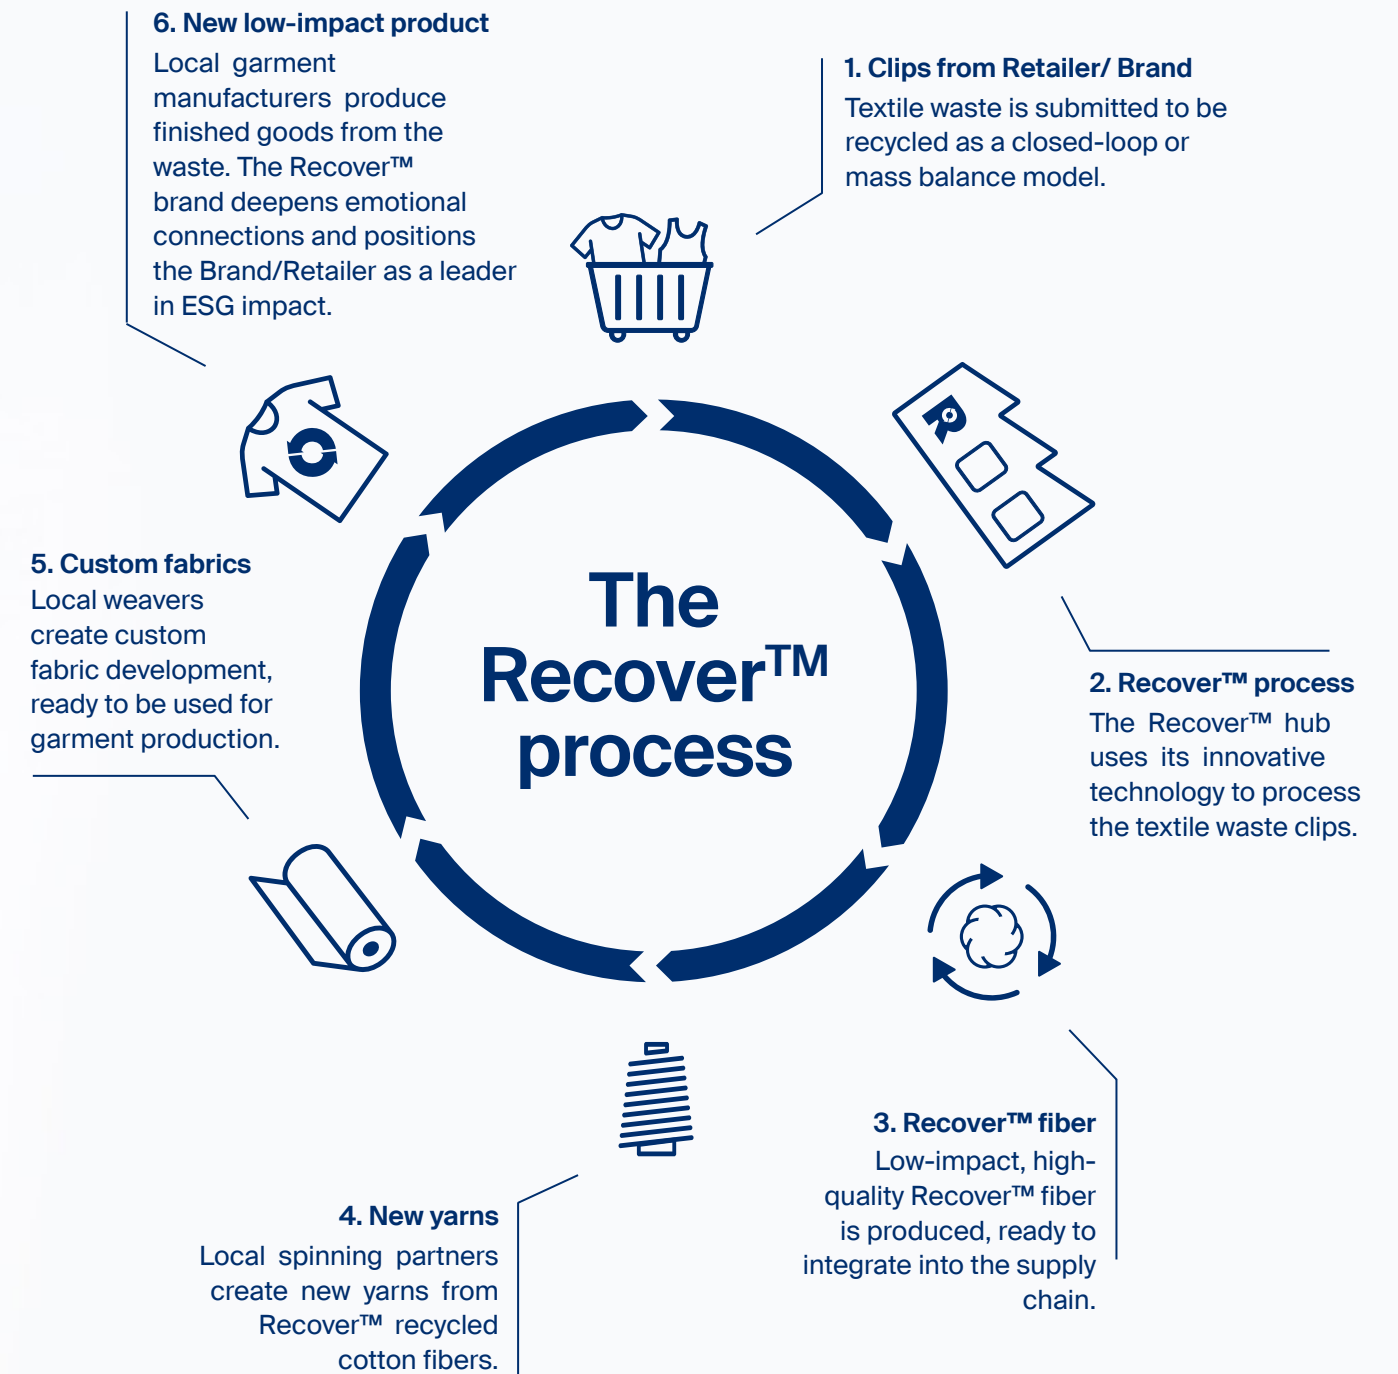 The
Recover™
process
1. Clips from Retailer/ Brand
Textile waste is submitted to be
recycled as a closed-loop or
mass balance model.
2. Recover™ process
The Recover™ hub
uses its innovative
technology to process
the textile waste clips.
3. Recover™ fiber
Low-impact, high-
quality Recover™ fiber
is produced, ready to
integrate into the supply
chain.
4. New yarns
Local spinning partners
create new yarns from
Recover™ recycled
cotton fibers.
5. Custom fabrics
Local weavers
create custom
fabric development,
ready to be used for
garment production.
6. New low-impact product
Local garment
manufacturers produce
finished goods from the
waste. The Recover™
brand deepens emotional
connections and positions
the Brand/Retailer as a leader
in ESG impact.
R